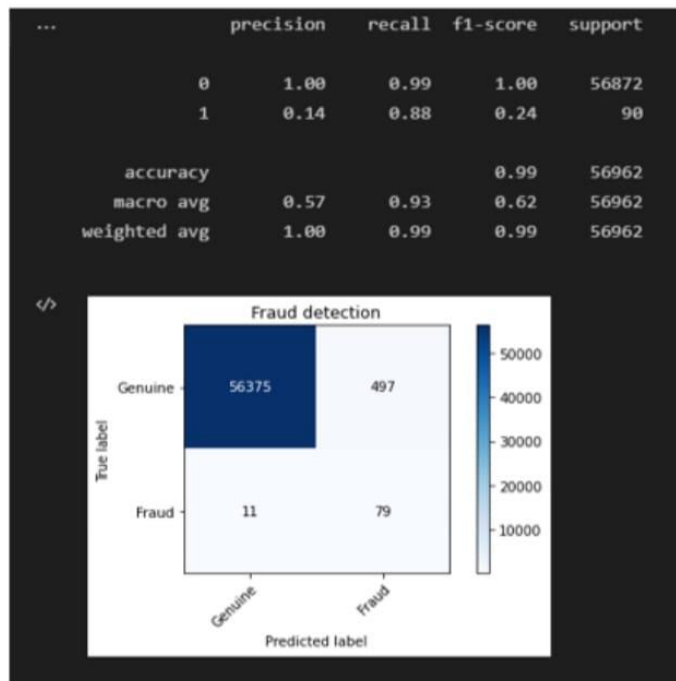 ... precision recall f1-score support
0 1.00 0.99 1.00 56872
1 0.14 0.88 0.24 90
accuracy 0.99 56962
macro avg 0.57 0.93 0.62 56962
weighted avg 1.00 0.99 0.99 56962
</>
Fraud detection
True label
Genuine 56375 497
Fraud 11 79
Genuine Fraud
Predicted label
50000
40000
30000
20000
10000